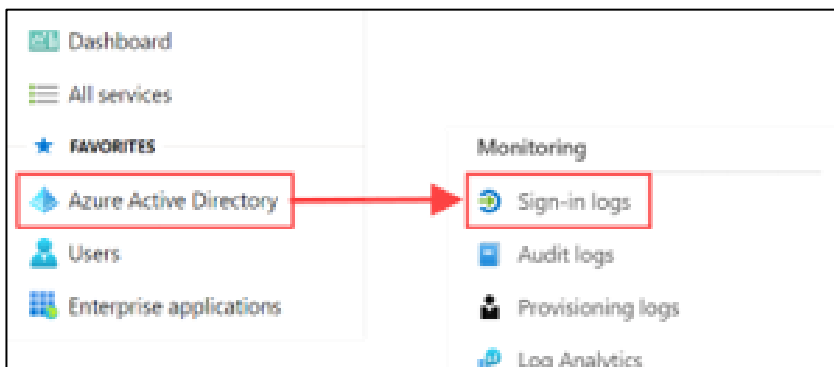 Dashboard
All services
FAVORITES
Azure Active Directory
Users
Enterprise applications
Monitoring
Sign-in logs
Audit logs
Provisioning logs
Log Analytics